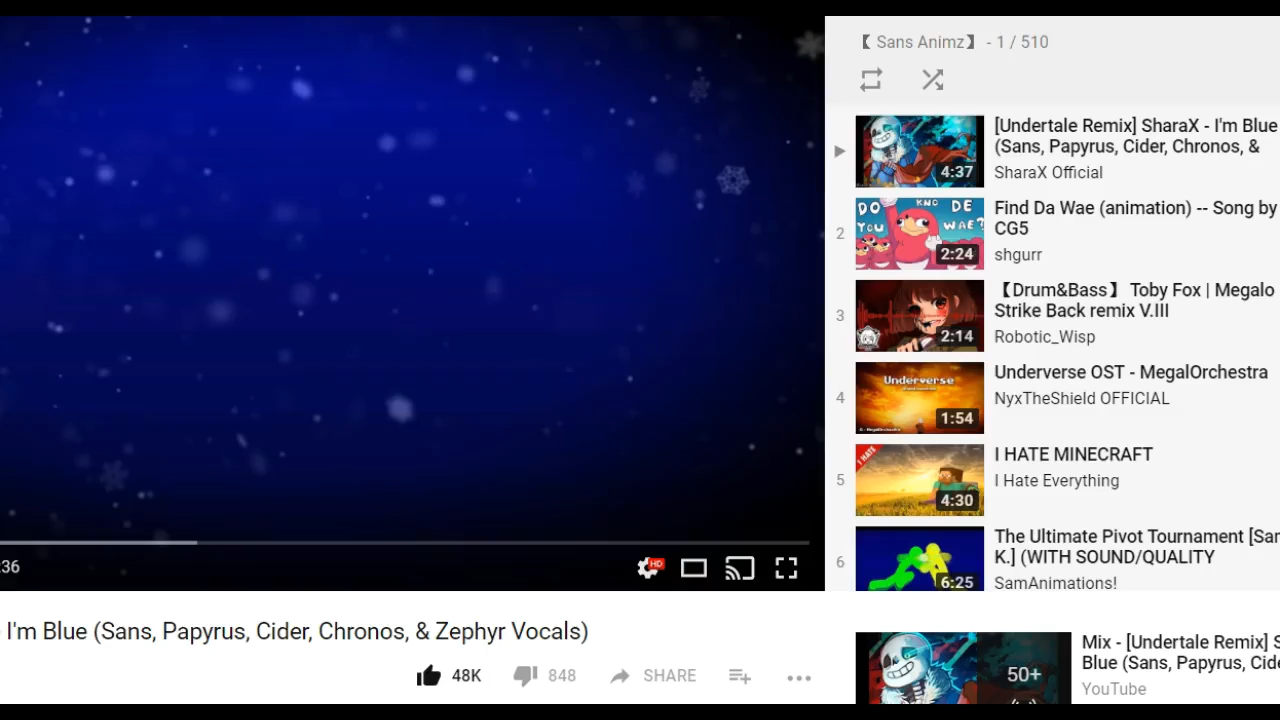 【 Sans Animz】 - 1 / 510
[Undertale Remix] SharaX - I'm Blue
(Sans, Papyrus, Cider, Chronos, &
SharaX Official
4:37
2
DO YOU KNO DE WAE?
2:24
Find Da Wae (animation) -- Song by
CG5
shgurr
3
2:14
【Drum&Bass】 Toby Fox | Megalo
Strike Back remix V.III
Robotic_Wisp
4
Underverse
1:54
Underverse OST - MegalOrchestra
NyxTheShield OFFICIAL
5
I HATE
4:30
I HATE MINECRAFT
I Hate Everything
6
6:25
The Ultimate Pivot Tournament [Sar
K.] (WITH SOUND/QUALITY
SamAnimations!
:36
HD
I'm Blue (Sans, Papyrus, Cider, Chronos, & Zephyr Vocals)
48K 848 SHARE
50+
Mix - [Undertale Remix] S
Blue (Sans, Papyrus, Cide
YouTube